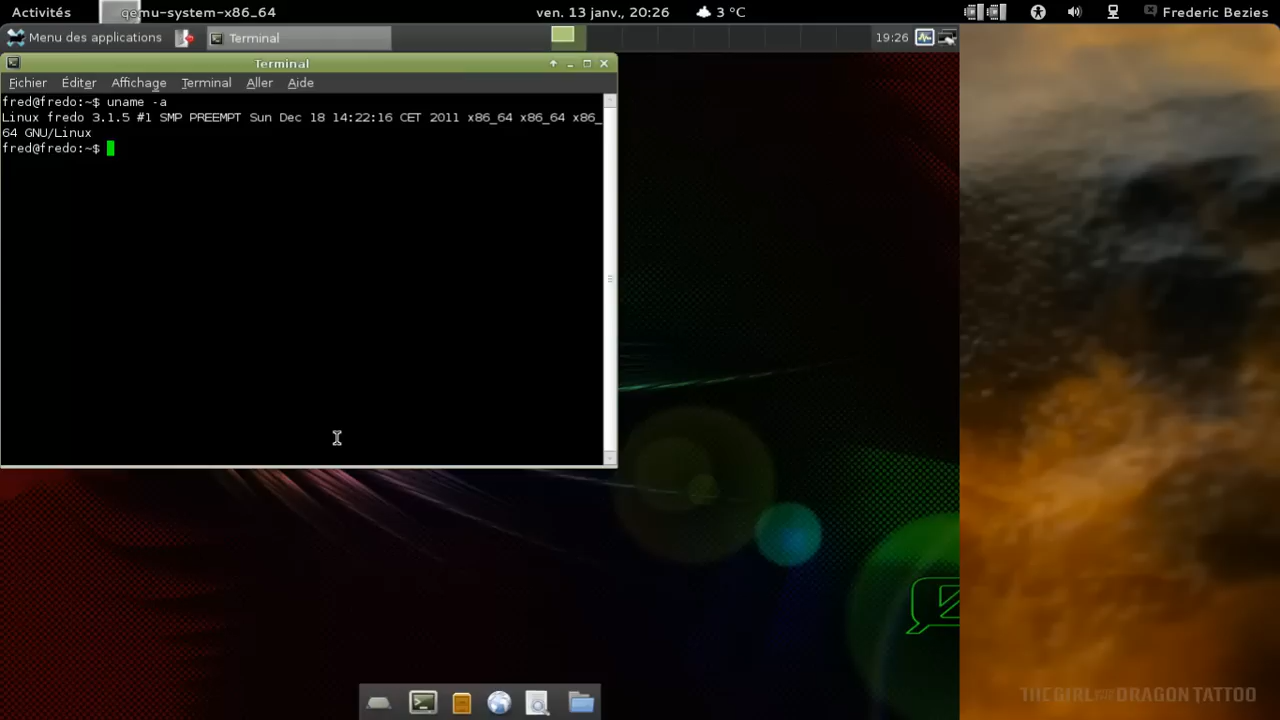 Activités qemu-system-x86_64 ven. 13 janv., 20:26 3 °C Frederic Bezies
Menu des applications Terminal 19:26
Terminal
Fichier Éditer Affichage Terminal Aller Aide
fred@fredo:~$ uname -a
Linux fredo 3.1.5 #1 SMP PREEMPT Sun Dec 18 14:22:16 CET 2011 x86_64 x86_64 x86_
64 GNU/Linux
fred@fredo:~$
THE GIRL WITH THE DRAGON TATTOO